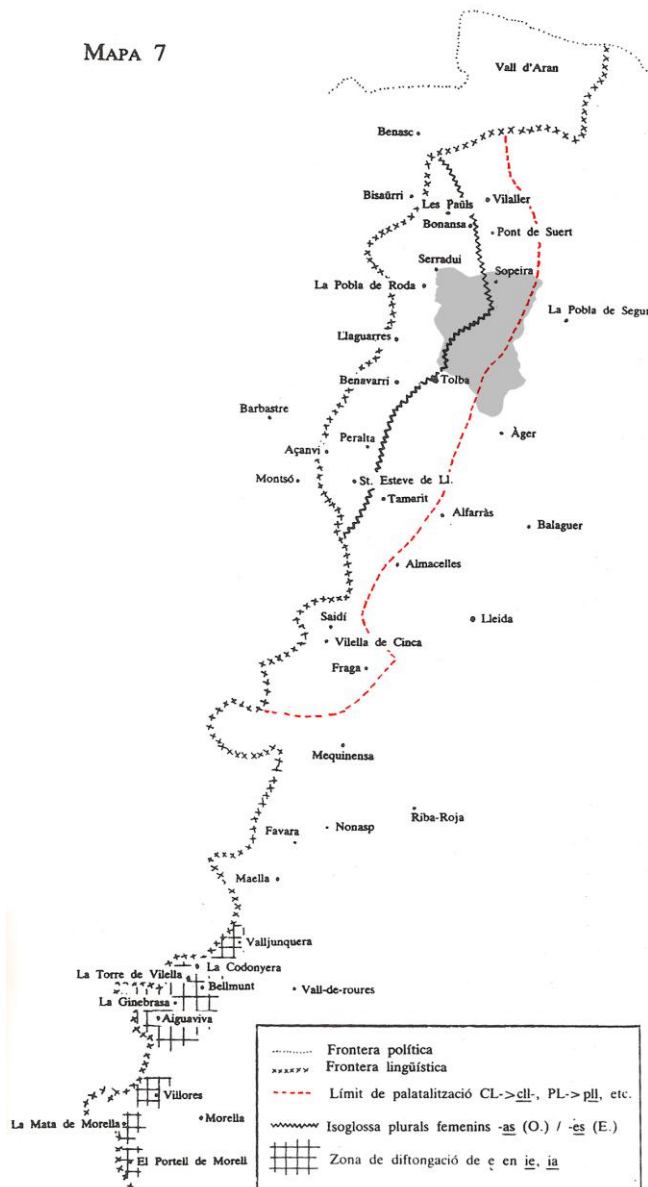 MAPA 7
Vall d'Aran
Benasc
Bisaürri
Les Paüls
Vilaller
Bonansa
Pont de Suert
Serradui
Sopeira
La Pobla de Roda
La Pobla de Segur
Llaguarres
Benavarri
Tolba
Barbastre
Peralta
Àger
Açanvi
Montsó
St. Esteve de Ll.
Tamarit
Alfarràs
Balaguer
Almacelles
Saidí
Lleida
Vilella de Cinca
Fraga
Mequinensa
Riba-Roja
Favara
Nonasp
Maella
Valljunquera
La Codonyera
La Torre de Vilella
Bellmunt
Vall-de-roures
La Ginebrasa
Aiguaviva
Villores
Morella
La Mata de Morella
El Portell de Morell
Frontera política
Frontera lingüística
Límit de palatalització CL->cll-, PL->pll, etc.
Isoglossa plurals femenins -as (O.) / -es (E.)
Zona de diftongació de ę en ie, ia